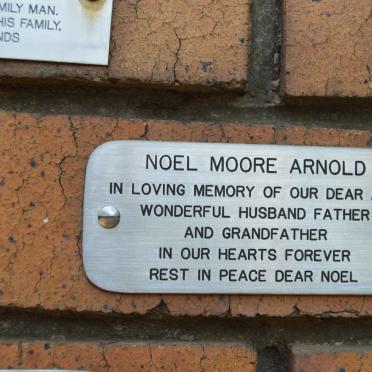 FAMILY MAN.
HIS FAMILY,
NDS
NOEL MOORE ARNOLD
IN LOVING MEMORY OF OUR DEAR
WONDERFUL HUSBAND FATHER
AND GRANDFATHER
IN OUR HEARTS FOREVER
REST IN PEACE DEAR NOEL